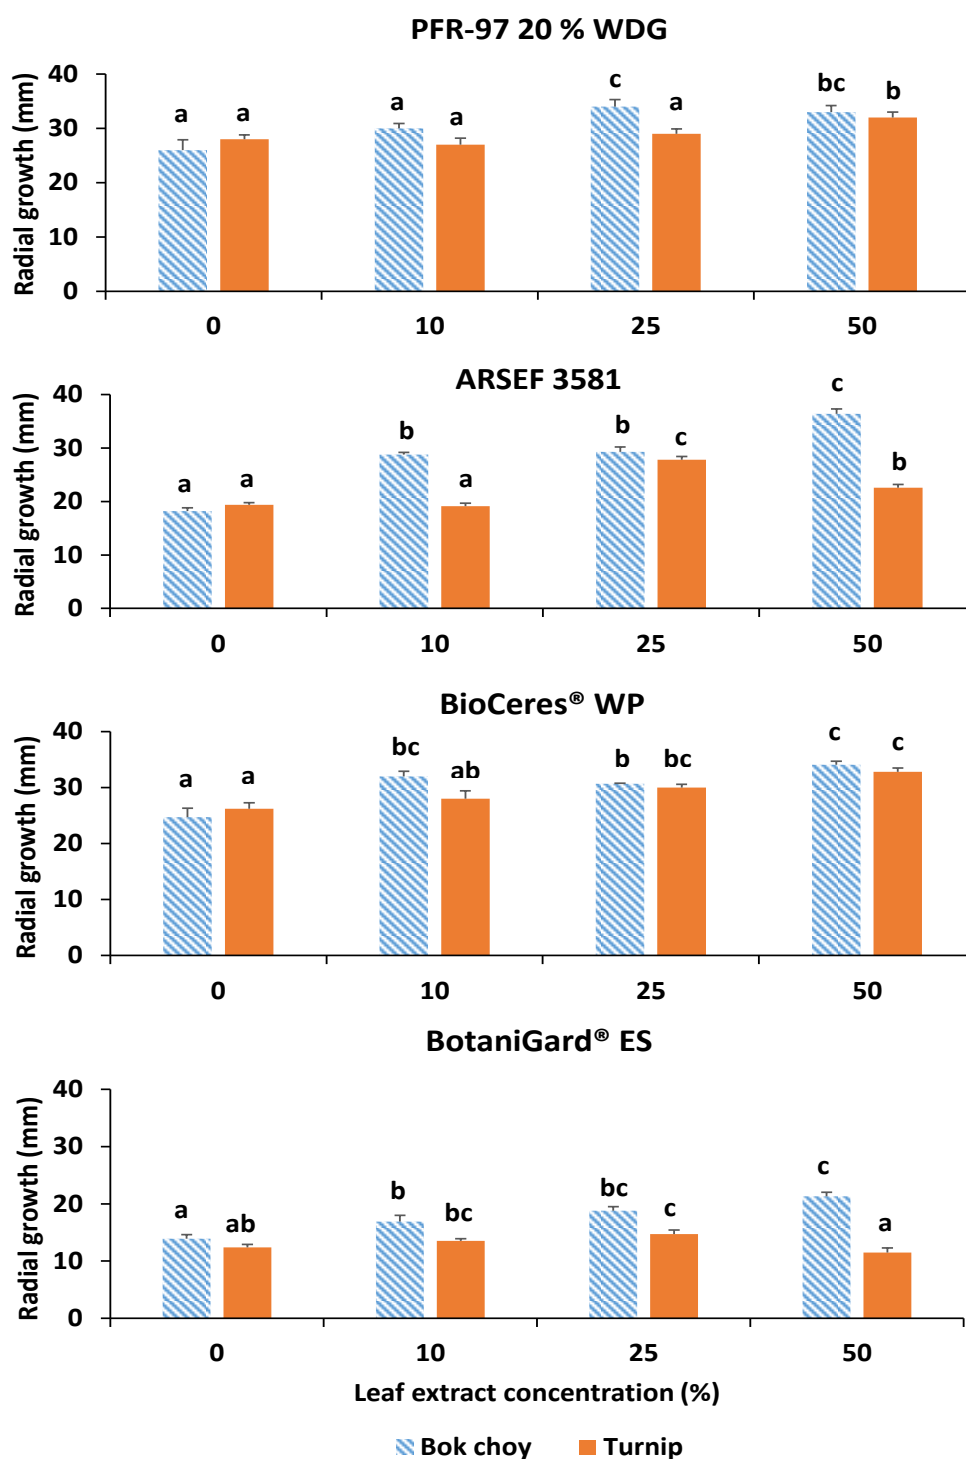 PFR-97 20 % WDG
Radial growth (mm)
40
30
20
10
0
a a a a c a bc b
0 10 25 50
ARSEF 3581
Radial growth (mm)
40
30
20
10
0
a a b a b c c b
0 10 25 50
BioCeres® WP
Radial growth (mm)
40
30
20
10
0
a a bc ab b bc c c
0 10 25 50
BotaniGard® ES
Radial growth (mm)
40
30
20
10
0
a ab b bc bc c c a
0 10 25 50
Leaf extract concentration (%)
Bok choy Turnip